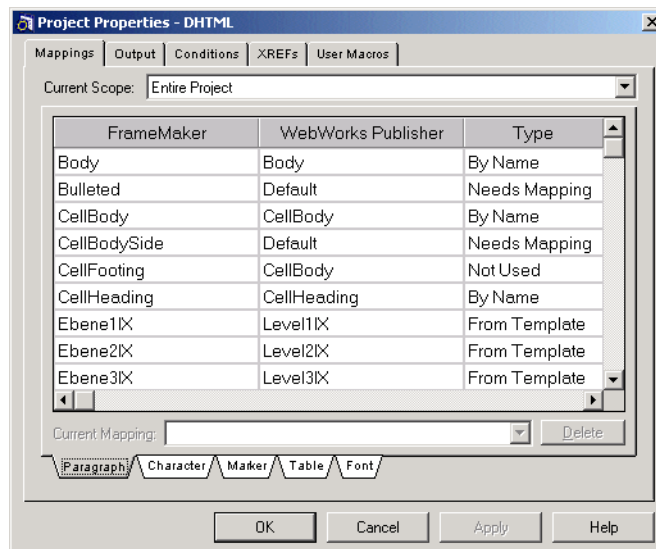 Project Properties - DHTML
Mappings Output Conditions XREFs User Macros
Current Scope: Entire Project
FrameMaker WebWorks Publisher Type
Body Body By Name
Bulleted Default Needs Mapping
CellBody CellBody By Name
CellBodySide Default Needs Mapping
CellFooting CellBody Not Used
CellHeading CellHeading By Name
Ebene1IX Level1IX From Template
Ebene2IX Level2IX From Template
Ebene3IX Level3IX From Template
Current Mapping: Delete
Paragraph Character Marker Table Font
OK Cancel Apply Help